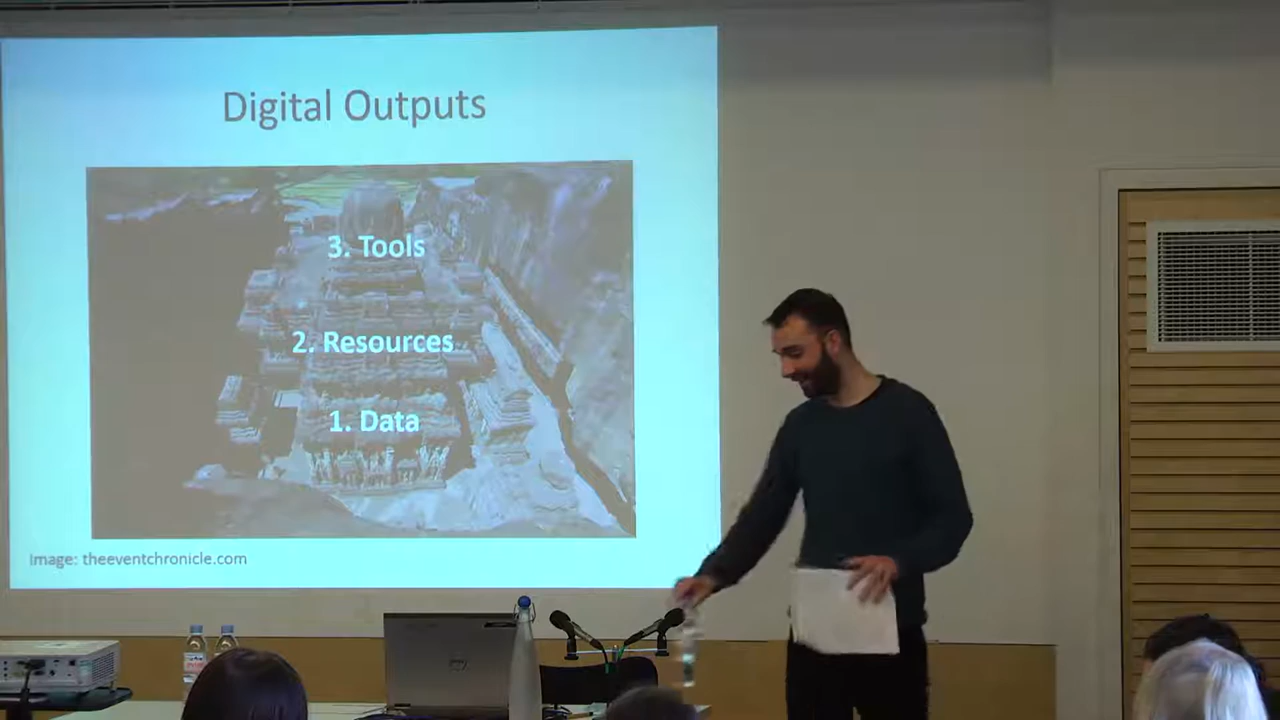 Digital Outputs
3. Tools
2. Resources
1. Data
Image: theeventchronicle.com